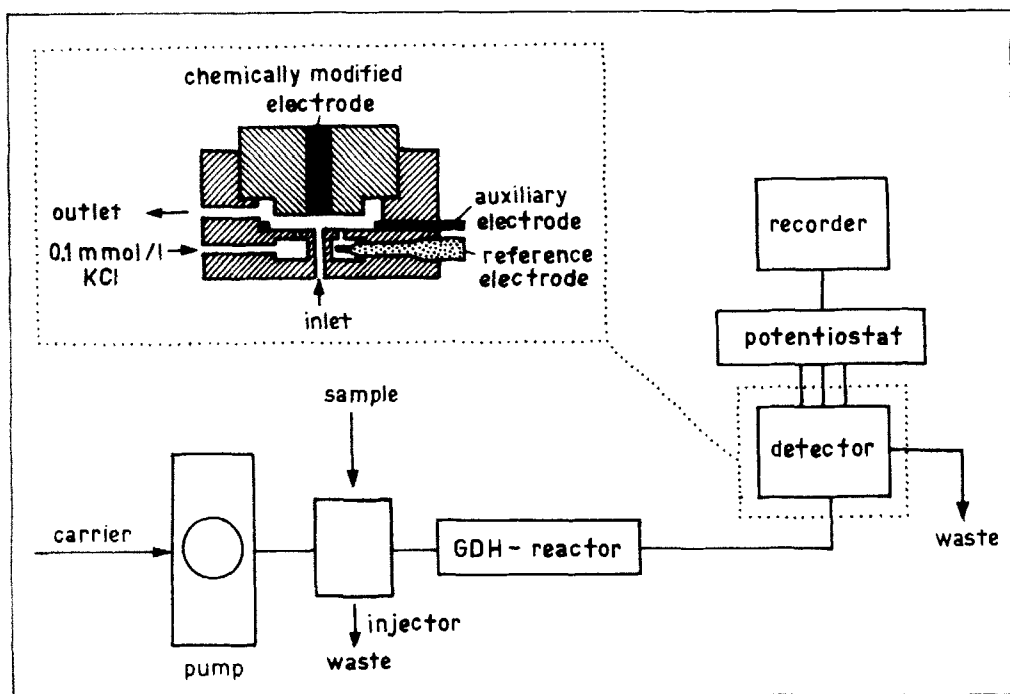 chemically modified
electrode
outlet
0.1 mmol/l
KCl
auxiliary
electrode
reference
electrode
inlet
recorder
potentiostat
detector
waste
sample
carrier
GDH-reactor
injector
waste
pump